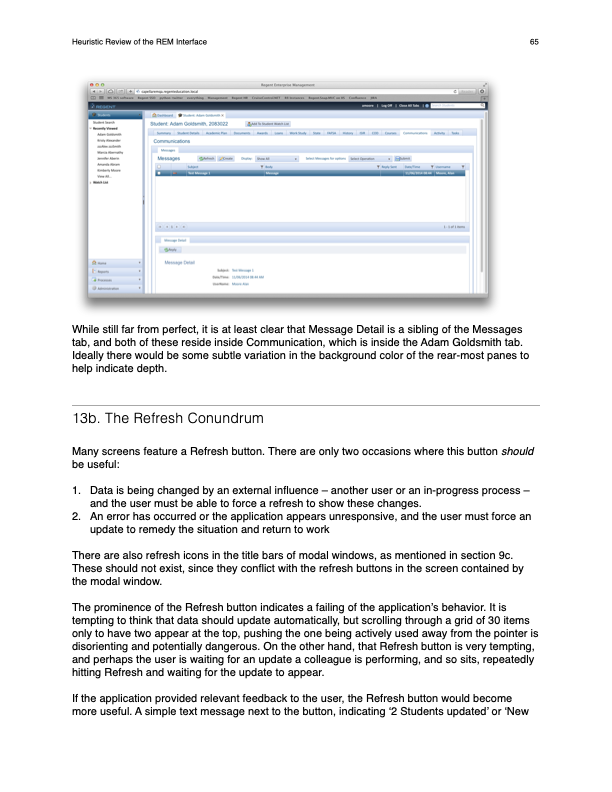 Heuristic Review of the REM Interface
65
Regent Enterprise Management
Student: Adam Goldsmith, 2083022
Communications
Messages
Messages
Subject
Message
Test Message 1
Message
Message Detail
Message Detail
Subject: Test Message 1
While still far from perfect, it is at least clear that Message Detail is a sibling of the Messages
tab, and both of these reside inside Communication, which is inside the Adam Goldsmith tab.
Ideally there would be some subtle variation in the background color of the rear-most panes to
help indicate depth.
13b. The Refresh Conundrum
Many screens feature a Refresh button. There are only two occasions where this button should
be useful:
1. Data is being changed by an external influence – another user or an in-progress process –
and the user must be able to force a refresh to show these changes.
2. An error has occurred or the application appears unresponsive, and the user must force an
update to remedy the situation and return to work
There are also refresh icons in the title bars of modal windows, as mentioned in section 9c.
These should not exist, since they conflict with the refresh buttons in the screen contained by
the modal window.
The prominence of the Refresh button indicates a failing of the application’s behavior. It is
tempting to think that data should update automatically, but scrolling through a grid of 30 items
only to have two appear at the top, pushing the one being actively used away from the pointer is
disorienting and potentially dangerous. On the other hand, that Refresh button is very tempting,
and perhaps the user is waiting for an update a colleague is performing, and so sits, repeatedly
hitting Refresh and waiting for the update to appear.
If the application provided relevant feedback to the user, the Refresh button would become
more useful. A simple text message next to the button, indicating ‘2 Students updated’ or ‘New